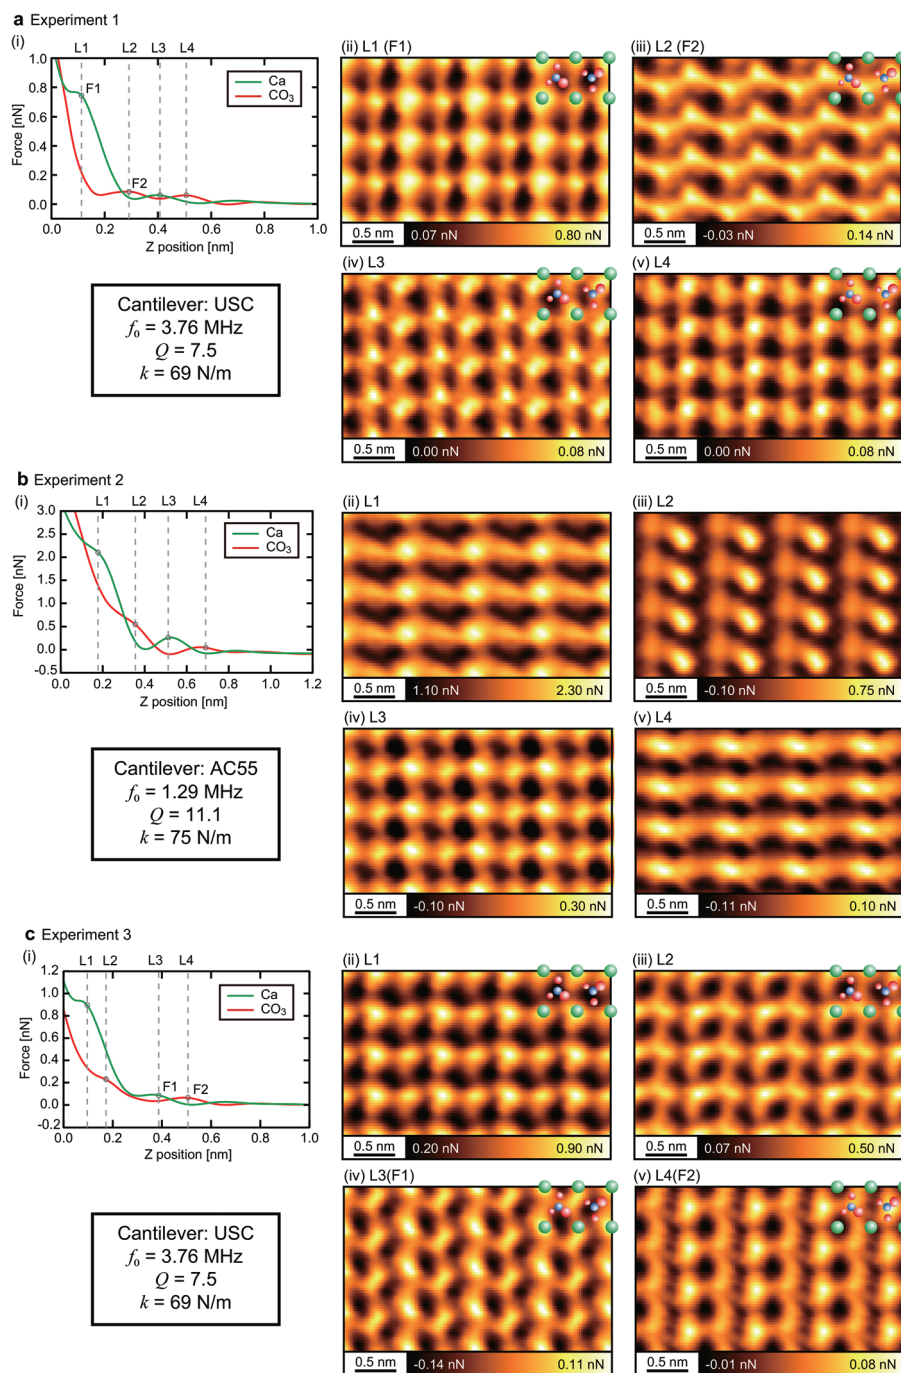 a Experiment 1
(i)
L1 L2 L3 L4
Force [nN]
1.0
0.8
0.6
0.4
0.2
0.0
F1
F2
Ca
CO₃
0.0 0.2 0.4 0.6 0.8 1.0
Z position [nm]
Cantilever: USC
f₀ = 3.76 MHz
Q = 7.5
k = 69 N/m
(ii) L1 (F1)
0.5 nm 0.07 nN 0.80 nN
(iii) L2 (F2)
0.5 nm -0.03 nN 0.14 nN
(iv) L3
0.5 nm 0.00 nN 0.08 nN
(v) L4
0.5 nm 0.00 nN 0.08 nN
b Experiment 2
(i)
L1 L2 L3 L4
Force [nN]
3.0
2.5
2.0
1.5
1.0
0.5
0.0
-0.5
Ca
CO₃
0.0 0.2 0.4 0.6 0.8 1.0 1.2
Z position [nm]
Cantilever: AC55
f₀ = 1.29 MHz
Q = 11.1
k = 75 N/m
(ii) L1
0.5 nm 1.10 nN 2.30 nN
(iii) L2
0.5 nm -0.10 nN 0.75 nN
(iv) L3
0.5 nm -0.10 nN 0.30 nN
(v) L4
0.5 nm -0.11 nN 0.10 nN
c Experiment 3
(i)
L1 L2 L3 L4
Force [nN]
1.2
1.0
0.8
0.6
0.4
0.2
0.0
-0.2
Ca
CO₃
F1
F2
0.0 0.2 0.4 0.6 0.8 1.0
Z position [nm]
Cantilever: USC
f₀ = 3.76 MHz
Q = 7.5
k = 69 N/m
(ii) L1
0.5 nm 0.20 nN 0.90 nN
(iii) L2
0.5 nm 0.07 nN 0.50 nN
(iv) L3(F1)
0.5 nm -0.14 nN 0.11 nN
(v) L4(F2)
0.5 nm -0.01 nN 0.08 nN